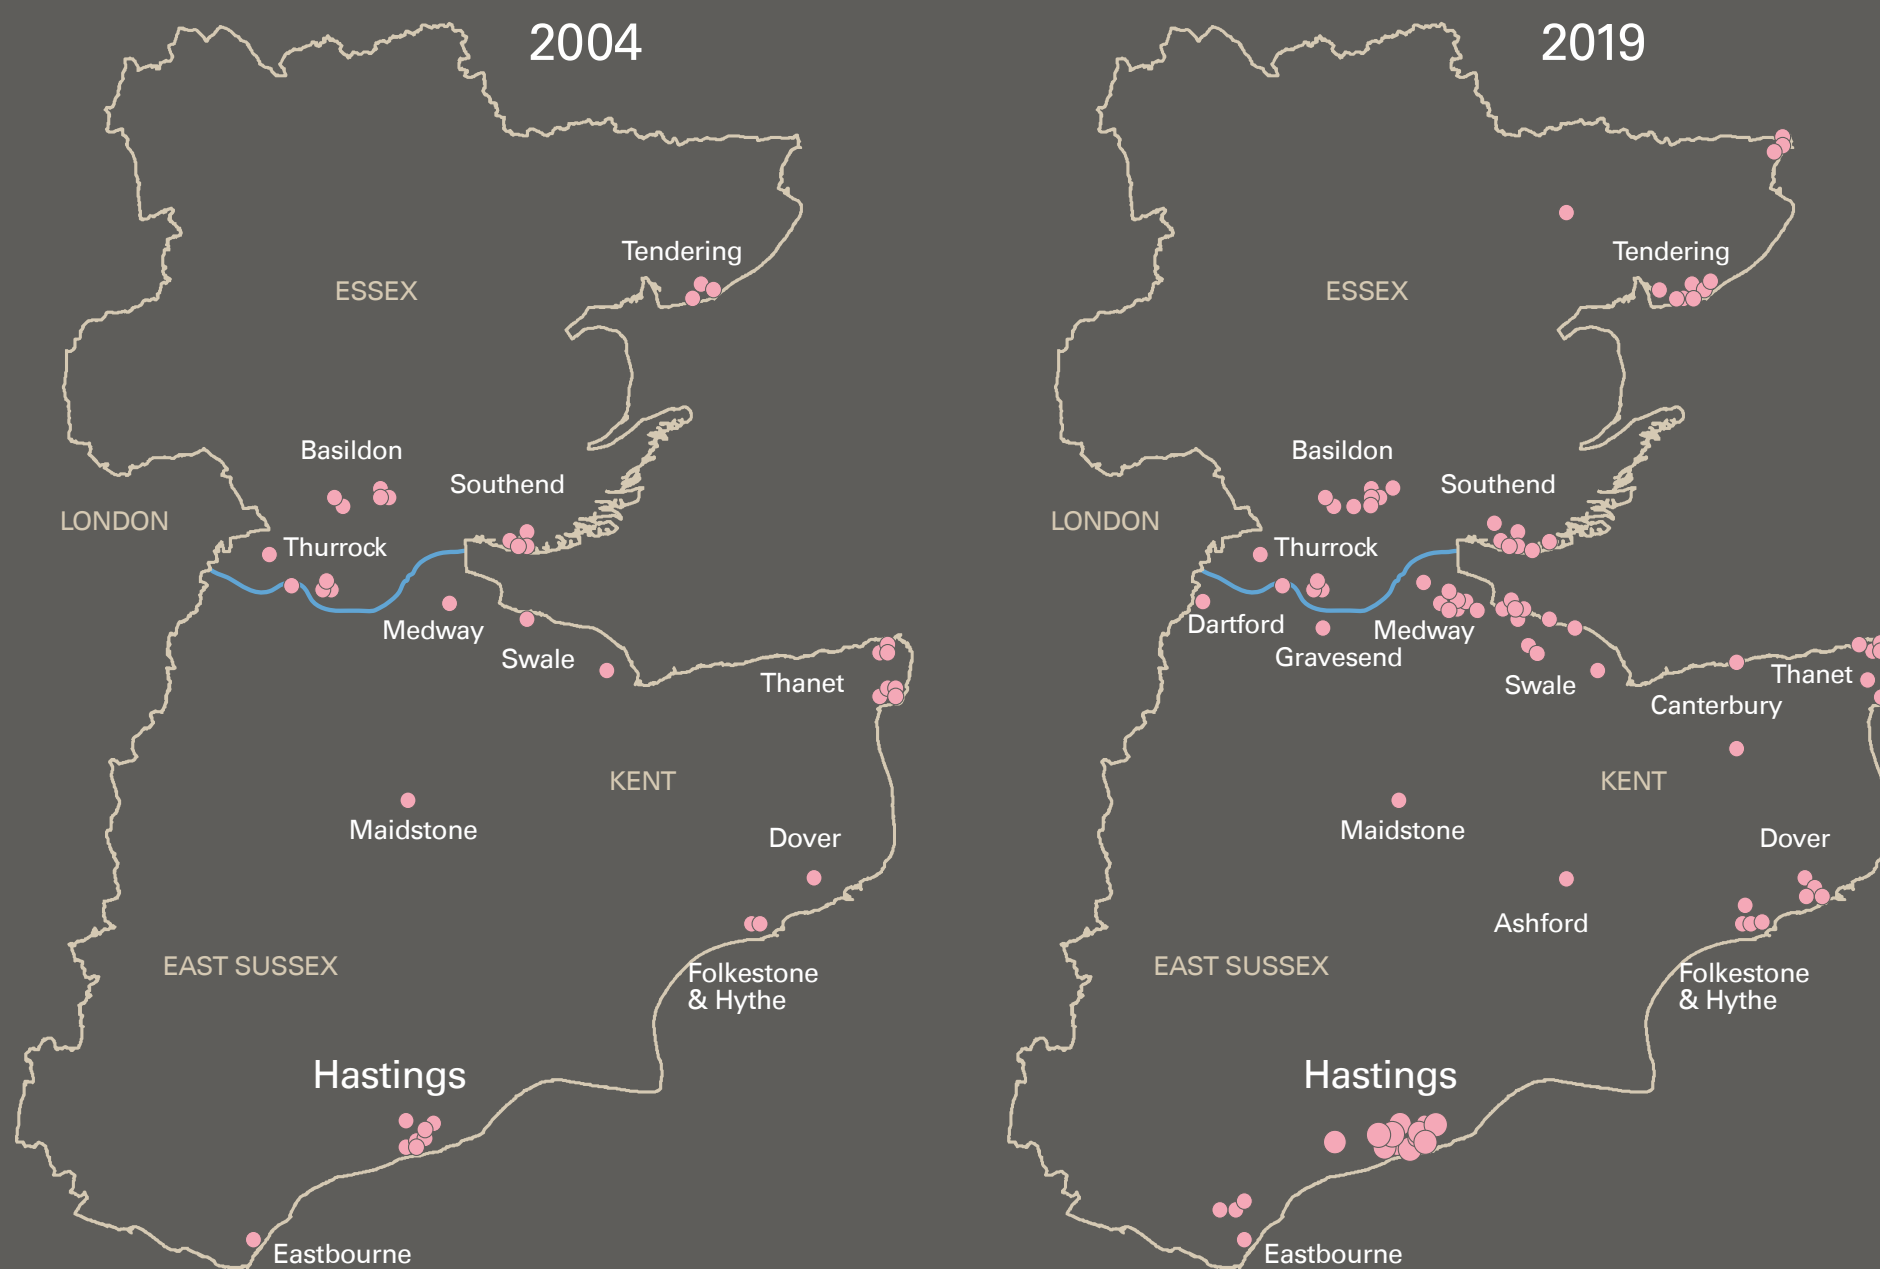 2004
Tendering
ESSEX
Basildon
Southend
LONDON
Thurrock
Medway
Swale
Thanet
KENT
Maidstone
Dover
EAST SUSSEX
Folkestone
& Hythe
Hastings
Eastbourne
2019
Tendering
ESSEX
Basildon
Southend
LONDON
Thurrock
Dartford
Medway
Gravesend
Swale
Thanet
Canterbury
KENT
Maidstone
Dover
Ashford
EAST SUSSEX
Folkestone
& Hythe
Hastings
Eastbourne